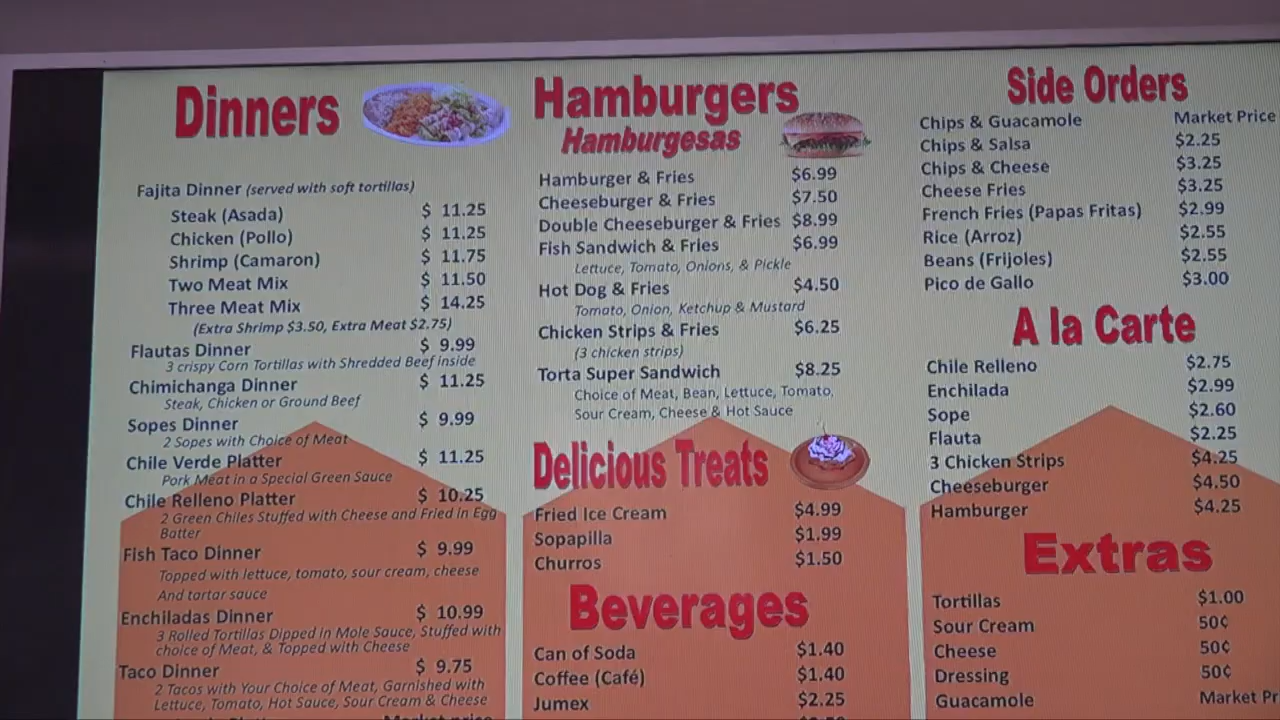 Dinners
Fajita Dinner (served with soft tortillas)
Steak (Asada) $ 11.25
Chicken (Pollo) $ 11.25
Shrimp (Camaron) $ 11.75
Two Meat Mix $ 11.50
Three Meat Mix $ 14.25
(Extra Shrimp $3.50, Extra Meat $2.75)
Flautas Dinner $ 9.99
3 crispy Corn Tortillas with Shredded Beef inside
Chimichanga Dinner $ 11.25
Steak, Chicken or Ground Beef
Sopes Dinner $ 9.99
2 Sopes with Choice of Meat
Chile Verde Platter $ 11.25
Pork Meat in a Special Green Sauce
Chile Relleno Platter $ 10.25
2 Green Chiles Stuffed with Cheese and Fried in Egg
Batter
Fish Taco Dinner $ 9.99
Topped with lettuce, tomato, sour cream, cheese
And tartar sauce
Enchiladas Dinner $ 10.99
3 Rolled Tortillas Dipped in Mole Sauce, Stuffed with
choice of Meat, & Topped with Cheese
Taco Dinner $ 9.75
2 Tacos with Your Choice of Meat, Garnished with
Lettuce, Tomato, Hot Sauce, Sour Cream & Cheese
Market price
Hamburgers
Hamburgesas
Hamburger & Fries $6.99
Cheeseburger & Fries $7.50
Double Cheeseburger & Fries $8.99
Fish Sandwich & Fries $6.99
Lettuce, Tomato, Onions, & Pickle
Hot Dog & Fries $4.50
Tomato, Onion, Ketchup & Mustard
Chicken Strips & Fries $6.25
(3 chicken strips)
Torta Super Sandwich $8.25
Choice of Meat, Bean, Lettuce, Tomato,
Sour Cream, Cheese & Hot Sauce
Delicious Treats
Fried Ice Cream $4.99
Sopapilla $1.99
Churros $1.50
Beverages
Can of Soda $1.40
Coffee (Café) $1.40
Jumex $2.25
Side Orders
Chips & Guacamole Market Price
Chips & Salsa $2.25
Chips & Cheese $3.25
Cheese Fries $3.25
French Fries (Papas Fritas) $2.99
Rice (Arroz) $2.55
Beans (Frijoles) $2.55
Pico de Gallo $3.00
A la Carte
Chile Relleno $2.75
Enchilada $2.99
Sope $2.60
Flauta $2.25
3 Chicken Strips $4.25
Cheeseburger $4.50
Hamburger $4.25
Extras
Tortillas $1.00
Sour Cream 50¢
Cheese 50¢
Dressing 50¢
Guacamole Market Pr